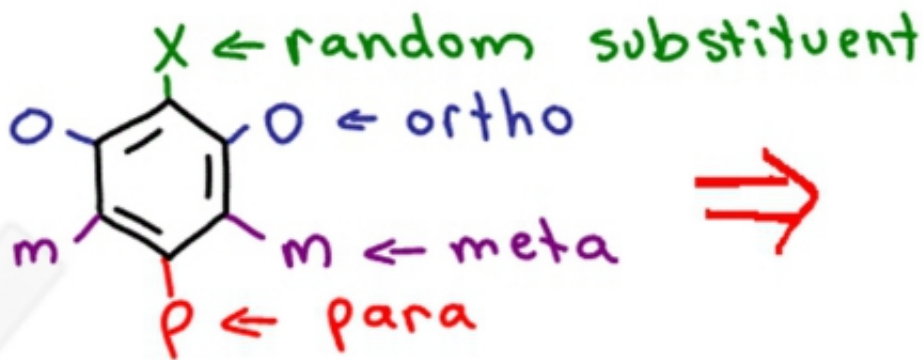 X ← random substituent
O O ← ortho
m m ← meta
p ← para